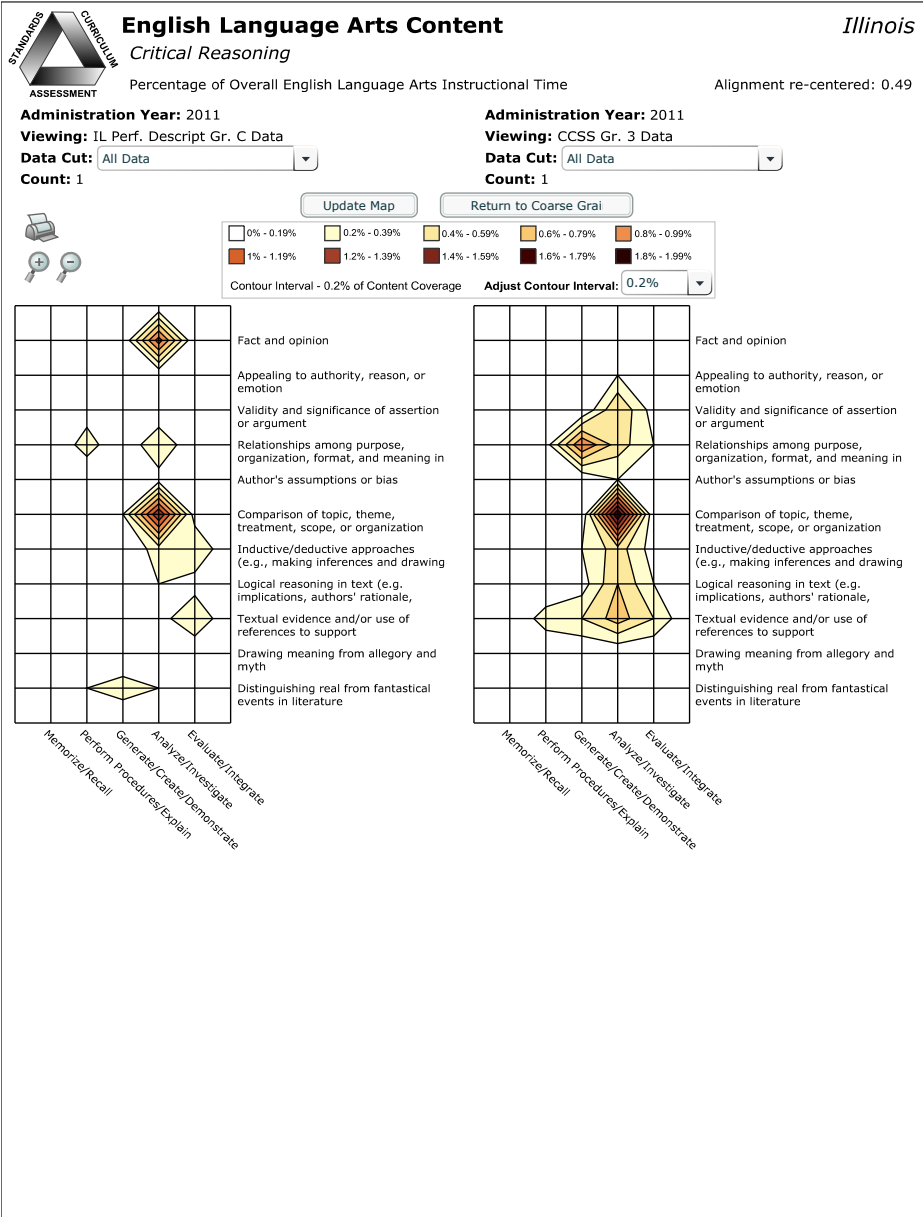 STANDARDS
CURRICULUM
ASSESSMENT
English Language Arts Content
Illinois
Critical Reasoning
Percentage of Overall English Language Arts Instructional Time
Alignment re-centered: 0.49
Administration Year: 2011
Viewing: IL Perf. Descript Gr. C Data
Data Cut: All Data
Count: 1
Administration Year: 2011
Viewing: CCSS Gr. 3 Data
Data Cut: All Data
Count: 1
Update Map
Return to Coarse Grai
0% - 0.19%
0.2% - 0.39%
0.4% - 0.59%
0.6% - 0.79%
0.8% - 0.99%
1% - 1.19%
1.2% - 1.39%
1.4% - 1.59%
1.6% - 1.79%
1.8% - 1.99%
Contour Interval - 0.2% of Content Coverage
Adjust Contour Interval: 0.2%
Fact and opinion
Appealing to authority, reason, or
emotion
Validity and significance of assertion
or argument
Relationships among purpose,
organization, format, and meaning in
Author's assumptions or bias
Comparison of topic, theme,
treatment, scope, or organization
Inductive/deductive approaches
(e.g., making inferences and drawing
Logical reasoning in text (e.g.
implications, authors' rationale,
Textual evidence and/or use of
references to support
Drawing meaning from allegory and
myth
Distinguishing real from fantastical
events in literature
Memorize/Recall
Perform Procedures/Explain
Generate/Create/Demonstrate
Analyze/Investigate
Evaluate/Integrate
Fact and opinion
Appealing to authority, reason, or
emotion
Validity and significance of assertion
or argument
Relationships among purpose,
organization, format, and meaning in
Author's assumptions or bias
Comparison of topic, theme,
treatment, scope, or organization
Inductive/deductive approaches
(e.g., making inferences and drawing
Logical reasoning in text (e.g.
implications, authors' rationale,
Textual evidence and/or use of
references to support
Drawing meaning from allegory and
myth
Distinguishing real from fantastical
events in literature
Memorize/Recall
Perform Procedures/Explain
Generate/Create/Demonstrate
Analyze/Investigate
Evaluate/Integrate